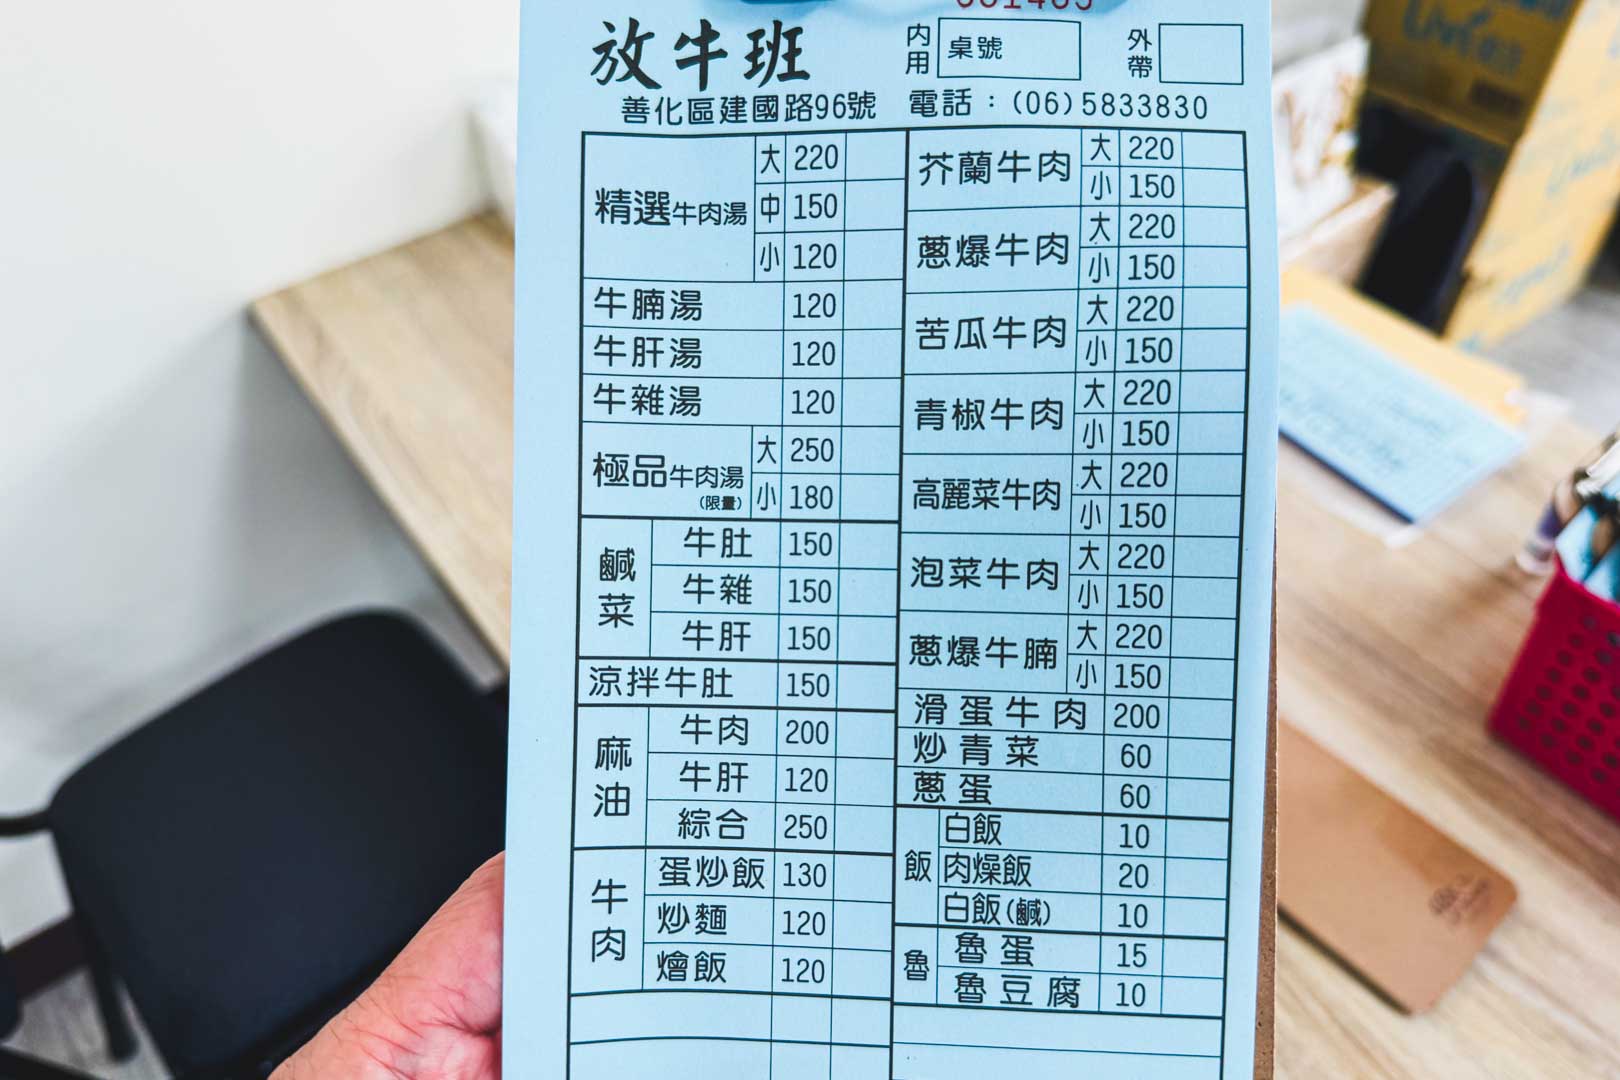 放牛班
內用 桌號 外帶
善化區建國路96號 電話：(06)5833830
精選牛肉湯 大 220
中 150
小 120
牛腩湯 120
牛肝湯 120
牛雜湯 120
極品牛肉湯(限量) 大 250
小 180
鹹菜 牛肚 150
牛雜 150
牛肝 150
涼拌牛肚 150
麻油 牛肉 200
牛肝 120
綜合 250
牛肉 蛋炒飯 130
炒麵 120
燴飯 120
芥蘭牛肉 大 220
小 150
蔥爆牛肉 大 220
小 150
苦瓜牛肉 大 220
小 150
青椒牛肉 大 220
小 150
高麗菜牛肉 大 220
小 150
泡菜牛肉 大 220
小 150
蔥爆牛腩 大 220
小 150
滑蛋牛肉 200
炒青菜 60
蔥蛋 60
飯 白飯 10
肉燥飯 20
白飯(鹹) 10
魯 魯蛋 15
魯豆腐 10